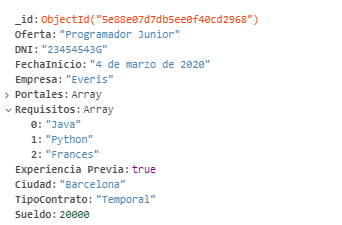 _id: ObjectId("5e88e07d7db5ee0f40cd2968")
Oferta: "Programador Junior"
DNI: "23454543G"
FechaInicio: "4 de marzo de 2020"
Empresa: "Everis"
> Portales: Array
Requisitos: Array
0: "Java"
1: "Python"
2: "Frances"
Experiencia Previa: true
Ciudad: "Barcelona"
TipoContrato: "Temporal"
Sueldo: 20000